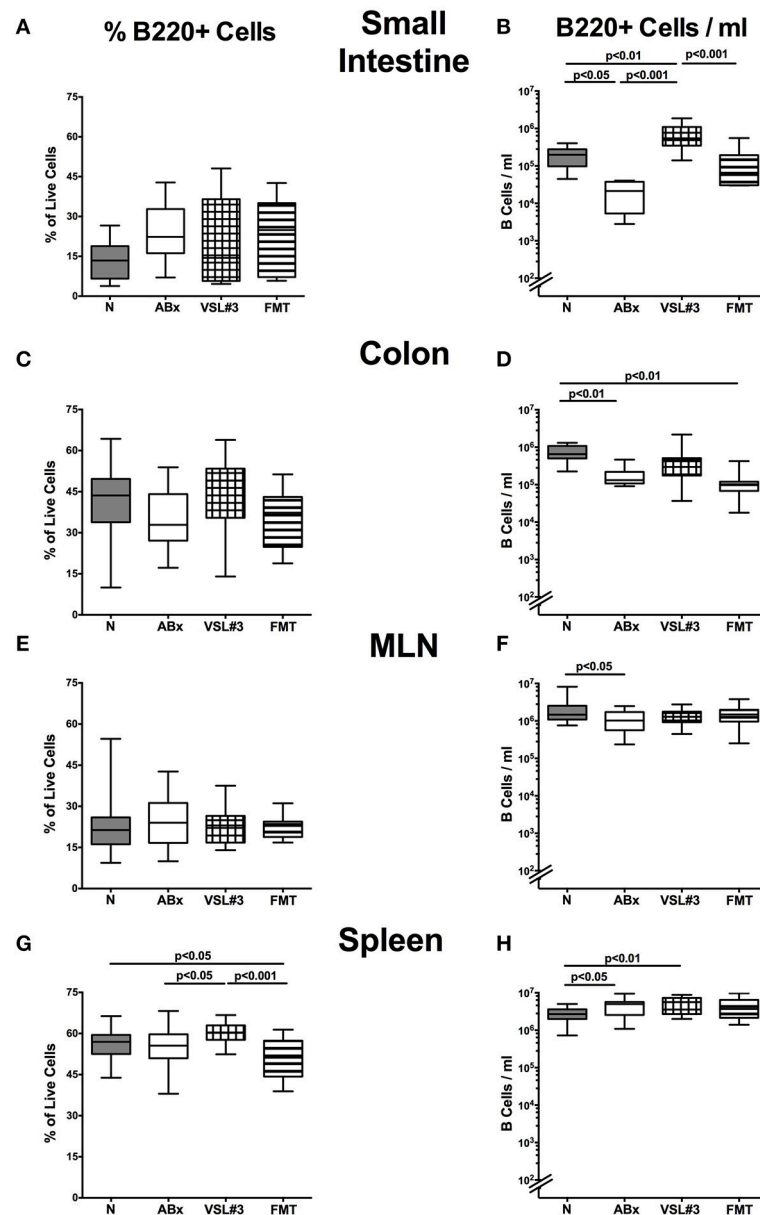 A
% B220+ Cells
Small
Intestine
B
B220+ Cells / ml
p<0.01
p<0.001
p<0.05
p<0.001
75
60
45
30
15
0
% of Live Cells
N
ABx
VSL#3
FMT
10⁷
10⁶
10⁵
10⁴
10³
10²
B Cells / ml
N
ABx
VSL#3
FMT
C
Colon
D
p<0.01
p<0.01
75
60
45
30
15
0
% of Live Cells
N
ABx
VSL#3
FMT
10⁷
10⁶
10⁵
10⁴
10³
10²
B Cells / ml
N
ABx
VSL#3
FMT
E
MLN
F
p<0.05
75
60
45
30
15
0
% of Live Cells
N
ABx
VSL#3
FMT
10⁷
10⁶
10⁵
10⁴
10³
10²
B Cells / ml
N
ABx
VSL#3
FMT
G
Spleen
H
p<0.05
p<0.05
p<0.001
75
60
45
30
15
0
% of Live Cells
N
ABx
VSL#3
FMT
p<0.01
p<0.05
10⁷
10⁶
10⁵
10⁴
10³
10²
B Cells / ml
N
ABx
VSL#3
FMT